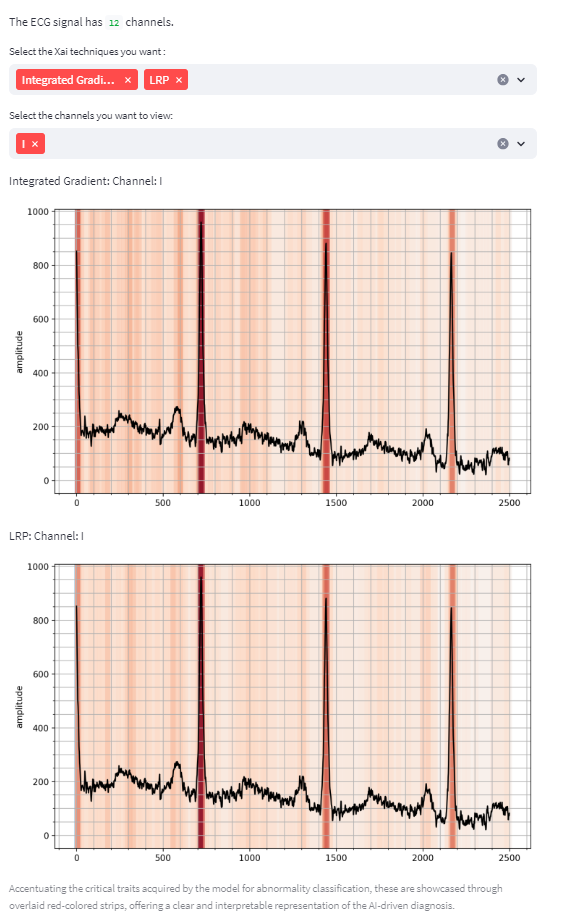 The ECG signal has 12 channels.
Select the Xai techniques you want :
Integrated Gradi... × LRP ×
Select the channels you want to view:
I ×
Integrated Gradient: Channel: I
1000
800
600
400
200
0
amplitude
0 500 1000 1500 2000 2500
LRP: Channel: I
1000
800
600
400
200
0
amplitude
0 500 1000 1500 2000 2500
Accentuating the critical traits acquired by the model for abnormality classification, these are showcased through
overlaid red-colored strips, offering a clear and interpretable representation of the AI-driven diagnosis.